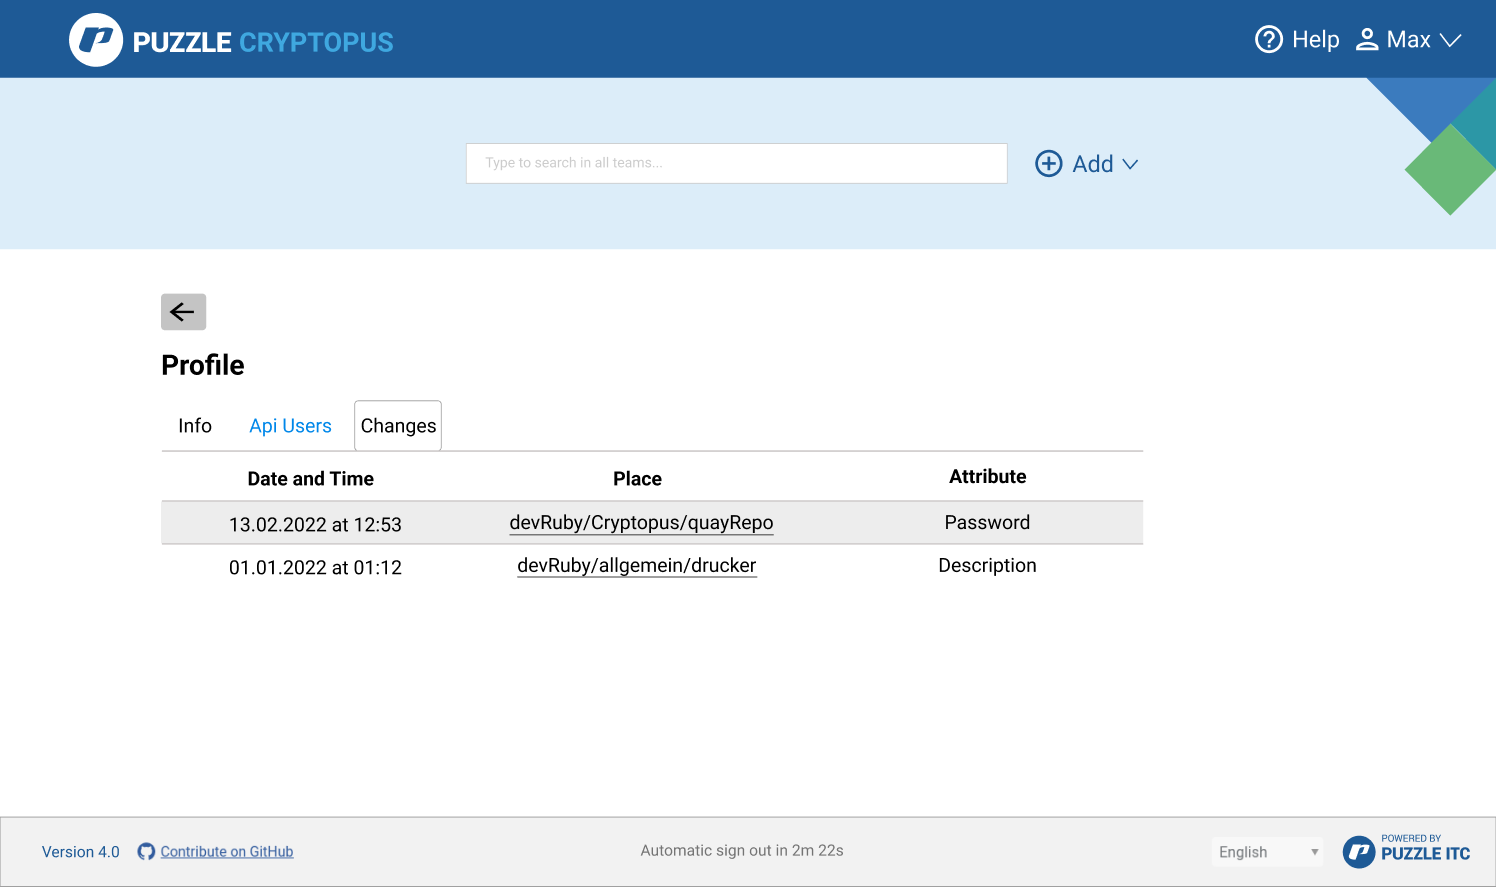 PUZZLE CRYPTOPUS
Help
Max
Type to search in all teams...
Add
Profile
Info Api Users Changes
Date and Time Place Attribute
13.02.2022 at 12:53 devRuby/Cryptopus/quayRepo Password
01.01.2022 at 01:12 devRuby/allgemein/drucker Description
Version 4.0 Contribute on GitHub Automatic sign out in 2m 22s English
POWERED BY
PUZZLE ITC